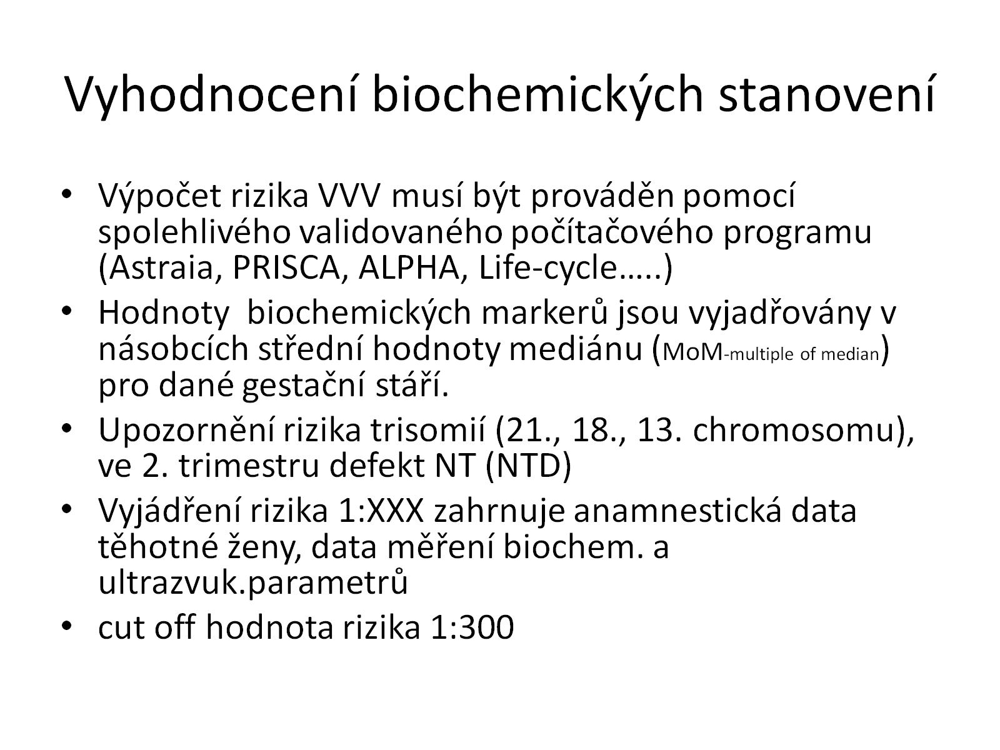 Vyhodnocení biochemických stanovení
• Výpočet rizika VVV musí být prováděn pomocí
spolehlivého validovaného počítačového programu
(Astraia, PRISCA, ALPHA, Life-cycle…..)
• Hodnoty  biochemických markerů jsou vyjadřovány v
násobcích střední hodnoty mediánu (MoM-multiple of median)
pro dané gestační stáří.
• Upozornění rizika trisomií (21., 18., 13. chromosomu),
ve 2. trimestru defekt NT (NTD)
• Vyjádření rizika 1:XXX zahrnuje anamnestická data
těhotné ženy, data měření biochem. a
ultrazvuk.parametrů
• cut off hodnota rizika 1:300